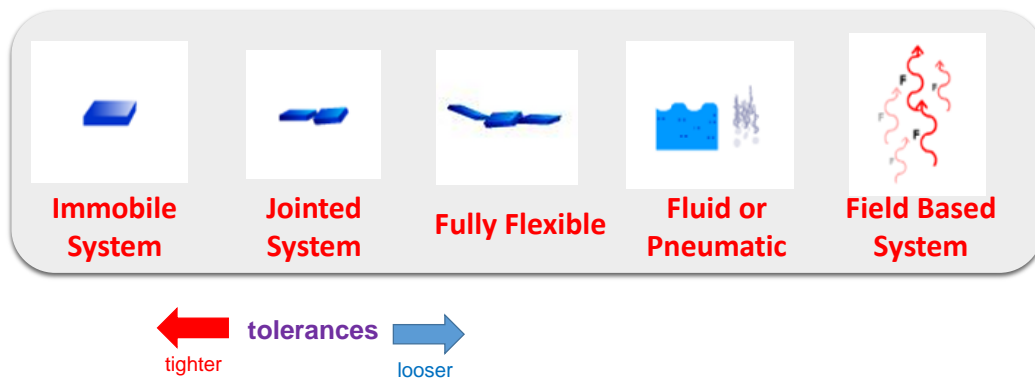 F
F
F
F
F
Immobile
System
Jointed
System
Fully Flexible
Fluid or
Pneumatic
Field Based
System
tolerances
tighter
looser